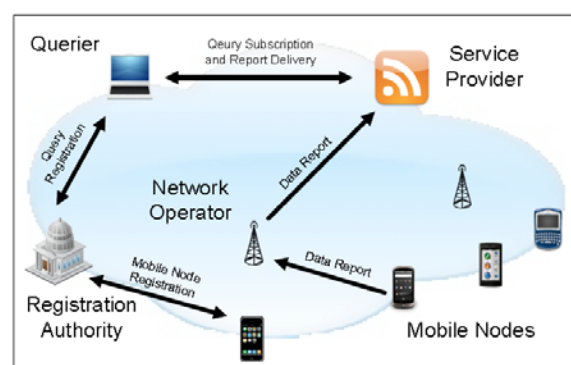 Querier
Qeury Subscription
and Report Delivery
Service
Provider
Query
Registration
Data Report
Network
Operator
Mobile Node
Registration
Data Report
Registration
Authority
Mobile Nodes